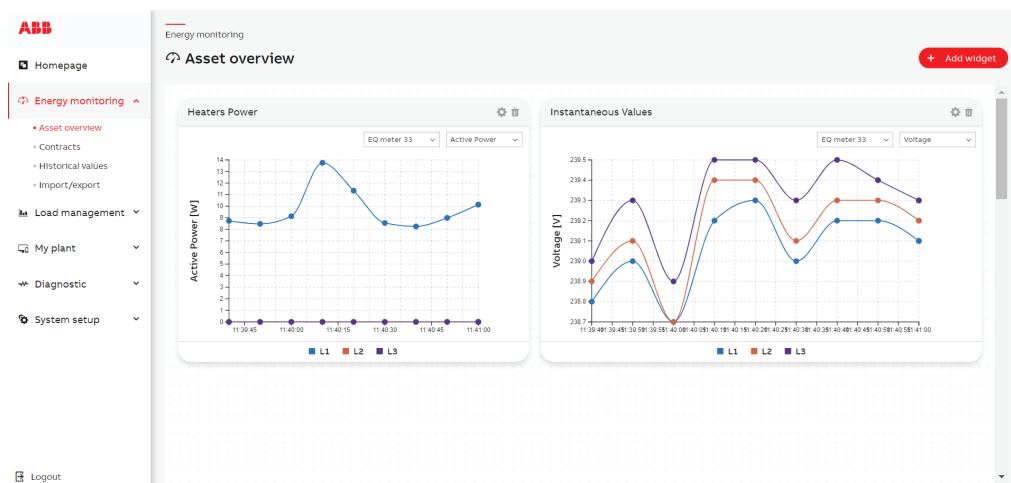 ABB
Homepage
Energy monitoring
Asset overview
Contracts
Historical values
Import/export
Load management
My plant
Diagnostic
System setup
Logout
Energy monitoring
Asset overview
+ Add widget
Heaters Power
EQ meter 33
Active Power
Active Power [W]
14
13
12
11
10
9
8
7
6
5
4
3
2
1
0
11:39:45 11:40:00 11:40:15 11:40:30 11:40:45 11:41:00
L1 L2 L3
Instantaneous Values
EQ meter 33
Voltage
Voltage [V]
239.5
239.4
239.3
239.2
239.1
239.0
238.9
238.8
238.7
L1 L2 L3